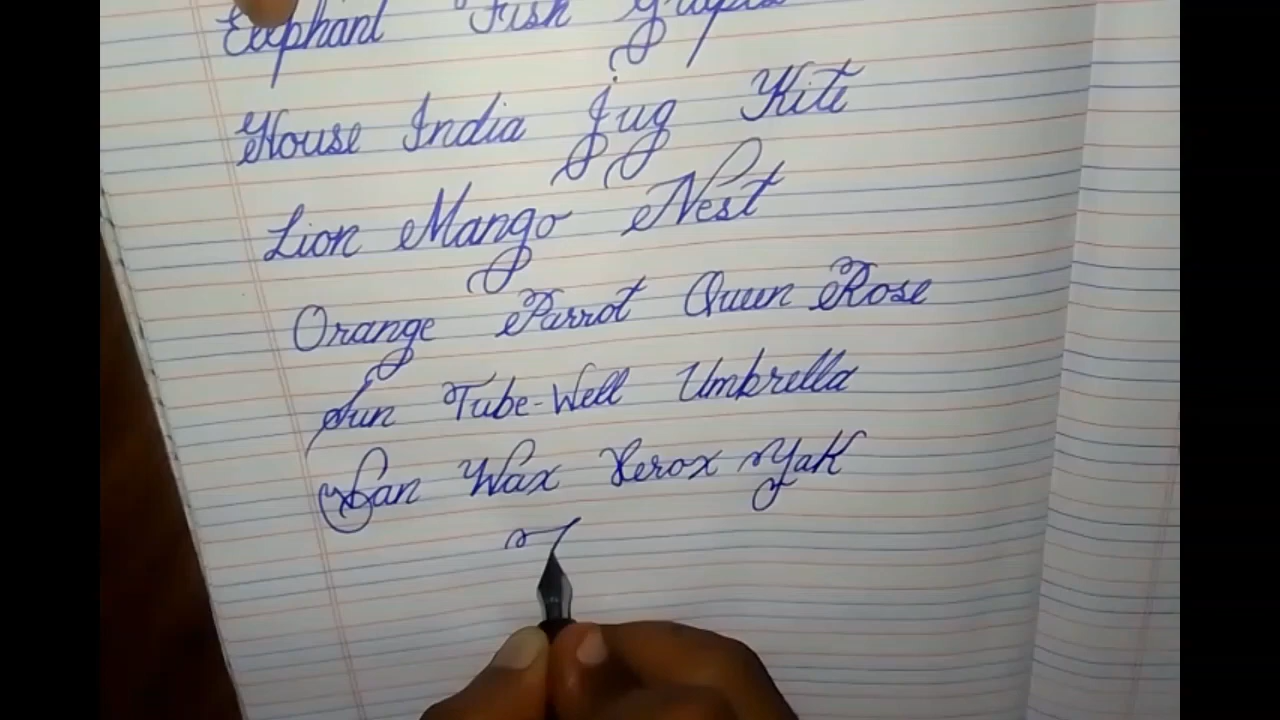 Elephant Fish Grapes
House India Jug Kite
Lion Mango Nest
Orange Parrot Queen Rose
Sun Tube-Well Umbrella
Van Wax Xerox Yak